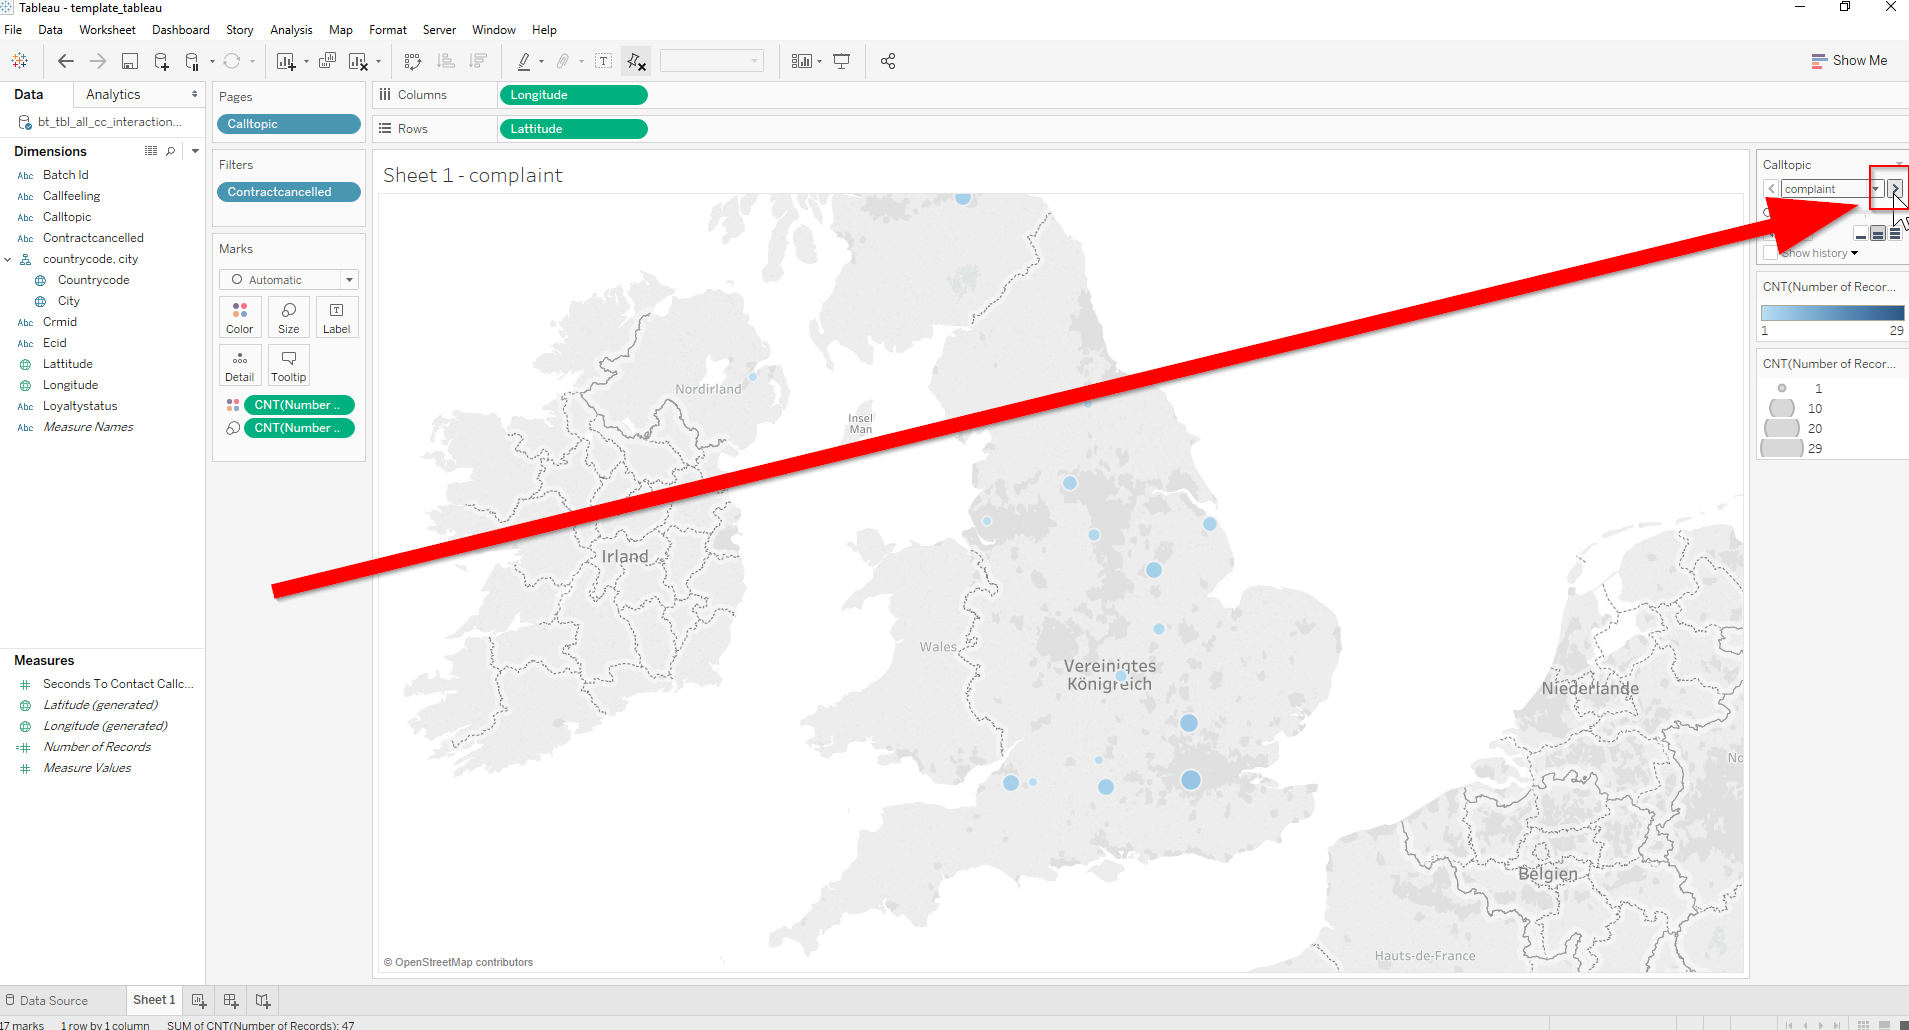 Tableau - template_tableau
File Data Worksheet Dashboard Story Analysis Map Format Server Window Help
Show Me
Data Analytics
bt_tbl_all_cc_interaction...
Dimensions
Abc Batch Id
Abc Callfeeling
Abc Calltopic
Abc Contractcancelled
countrycode, city
Countrycode
City
Abc Crmid
Abc Ecid
Lattitude
Longitude
Abc Loyaltystatus
Abc Measure Names
Measures
Seconds To Contact Callc...
Latitude (generated)
Longitude (generated)
Number of Records
Measure Values
Pages
Calltopic
Filters
Contractcancelled
Marks
Automatic
Color Size Label
Detail Tooltip
CNT(Number ..
CNT(Number ..
Columns Longitude
Rows Lattitude
Sheet 1 - complaint
Nordirland
Insel
Man
Irland
Wales
Vereinigtes
Königreich
Niederlande
No
Belgien
Hauts-de-France
© OpenStreetMap contributors
Calltopic
complaint
Show history
CNT(Number of Recor...
1 29
CNT(Number of Recor...
1
10
20
29
Data Source Sheet 1
17 marks 1 row by 1 column SUM of CNT(Number of Records): 47